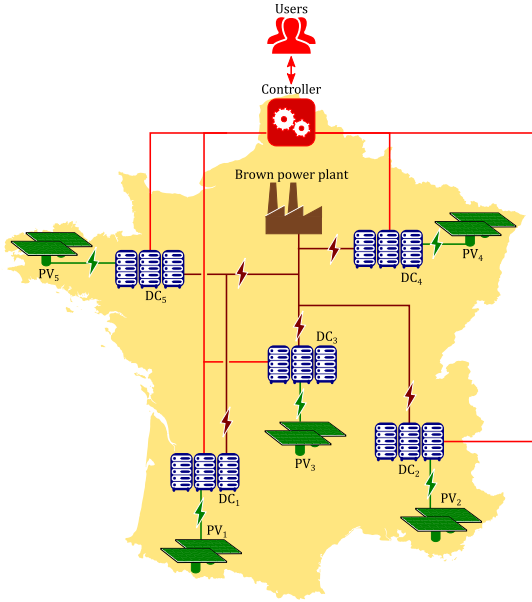 Users
Controller
Brown power plant
PV₄
PV₅
DC₄
DC₅
DC₃
PV₃
DC₂
DC₁
PV₂
PV₁